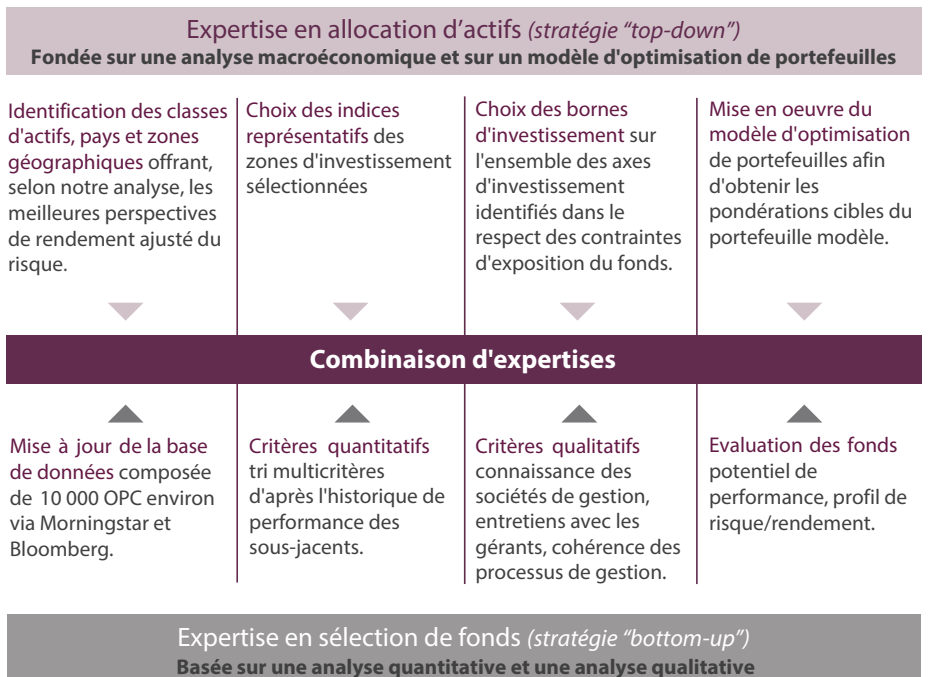 Expertise en allocation d’actifs (stratégie “top-down”)
Fondée sur une analyse macroéconomique et sur un modèle d'optimisation de portefeuilles
Identification des classes
d'actifs, pays et zones
géographiques offrant,
selon notre analyse, les
meilleures perspectives
de rendement ajusté du
risque.
Choix des indices
représentatifs des
zones d'investissement
sélectionnées
Choix des bornes
d'investissement sur
l'ensemble des axes
d'investissement
identifiés dans le
respect des contraintes
d'exposition du fonds.
Mise en oeuvre du
modèle d'optimisation
de portefeuilles afin
d'obtenir les
pondérations cibles du
portefeuille modèle.
Combinaison d'expertises
Mise à jour de la base
de données composée
de 10 000 OPC environ
via Morningstar et
Bloomberg.
Critères quantitatifs
tri multicritères
d'après l'historique de
performance des
sous-jacents.
Critères qualitatifs
connaissance des
sociétés de gestion,
entretiens avec les
gérants, cohérence des
processus de gestion.
Evaluation des fonds
potentiel de
performance, profil de
risque/rendement.
Expertise en sélection de fonds (stratégie “bottom-up”)
Basée sur une analyse quantitative et une analyse qualitative